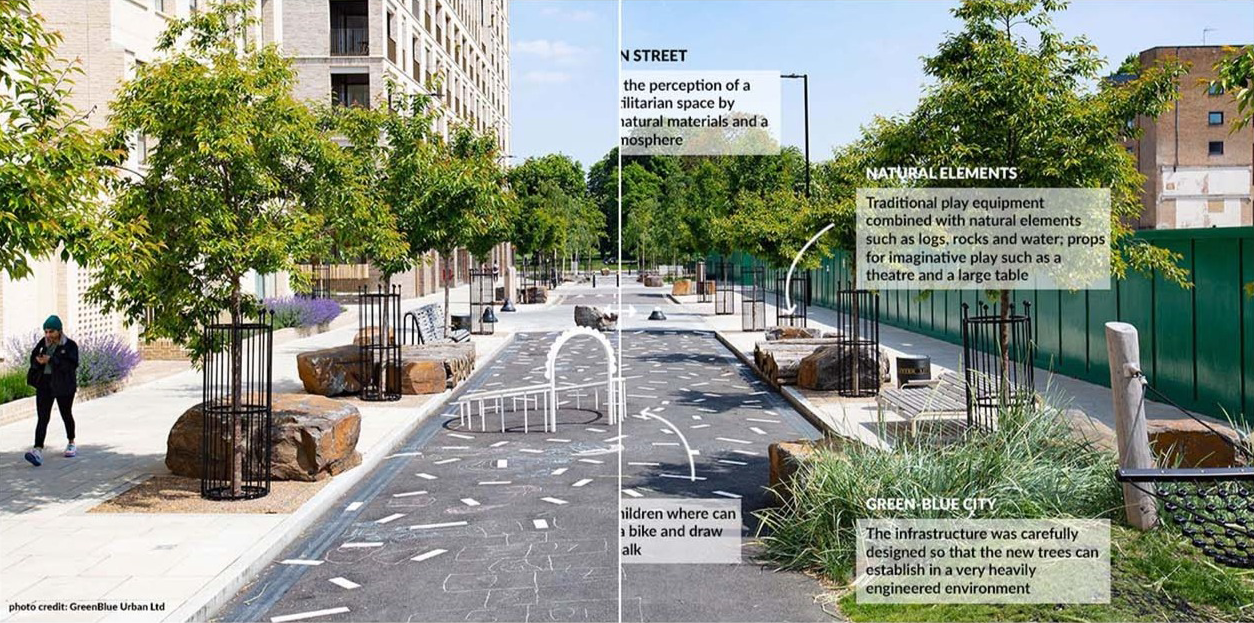 N STREET
the perception of a
ilitarian space by
natural materials and a
mosphere
NATURAL ELEMENTS
Traditional play equipment
combined with natural elements
such as logs, rocks and water; props
for imaginative play such as a
theatre and a large table
hildren where can
a bike and draw
alk
GREEN-BLUE CITY
The infrastructure was carefully
designed so that the new trees can
establish in a very heavily
engineered environment
photo credit: GreenBlue Urban Ltd